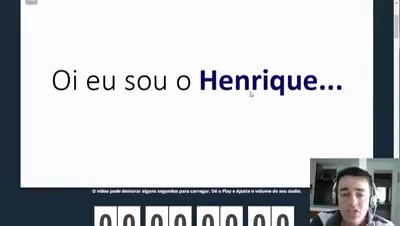 Oi eu sou o Henrique...
O vídeo pode demorar alguns segundos para carregar. Dê o Play e Ajuste o volume do seu áudio.